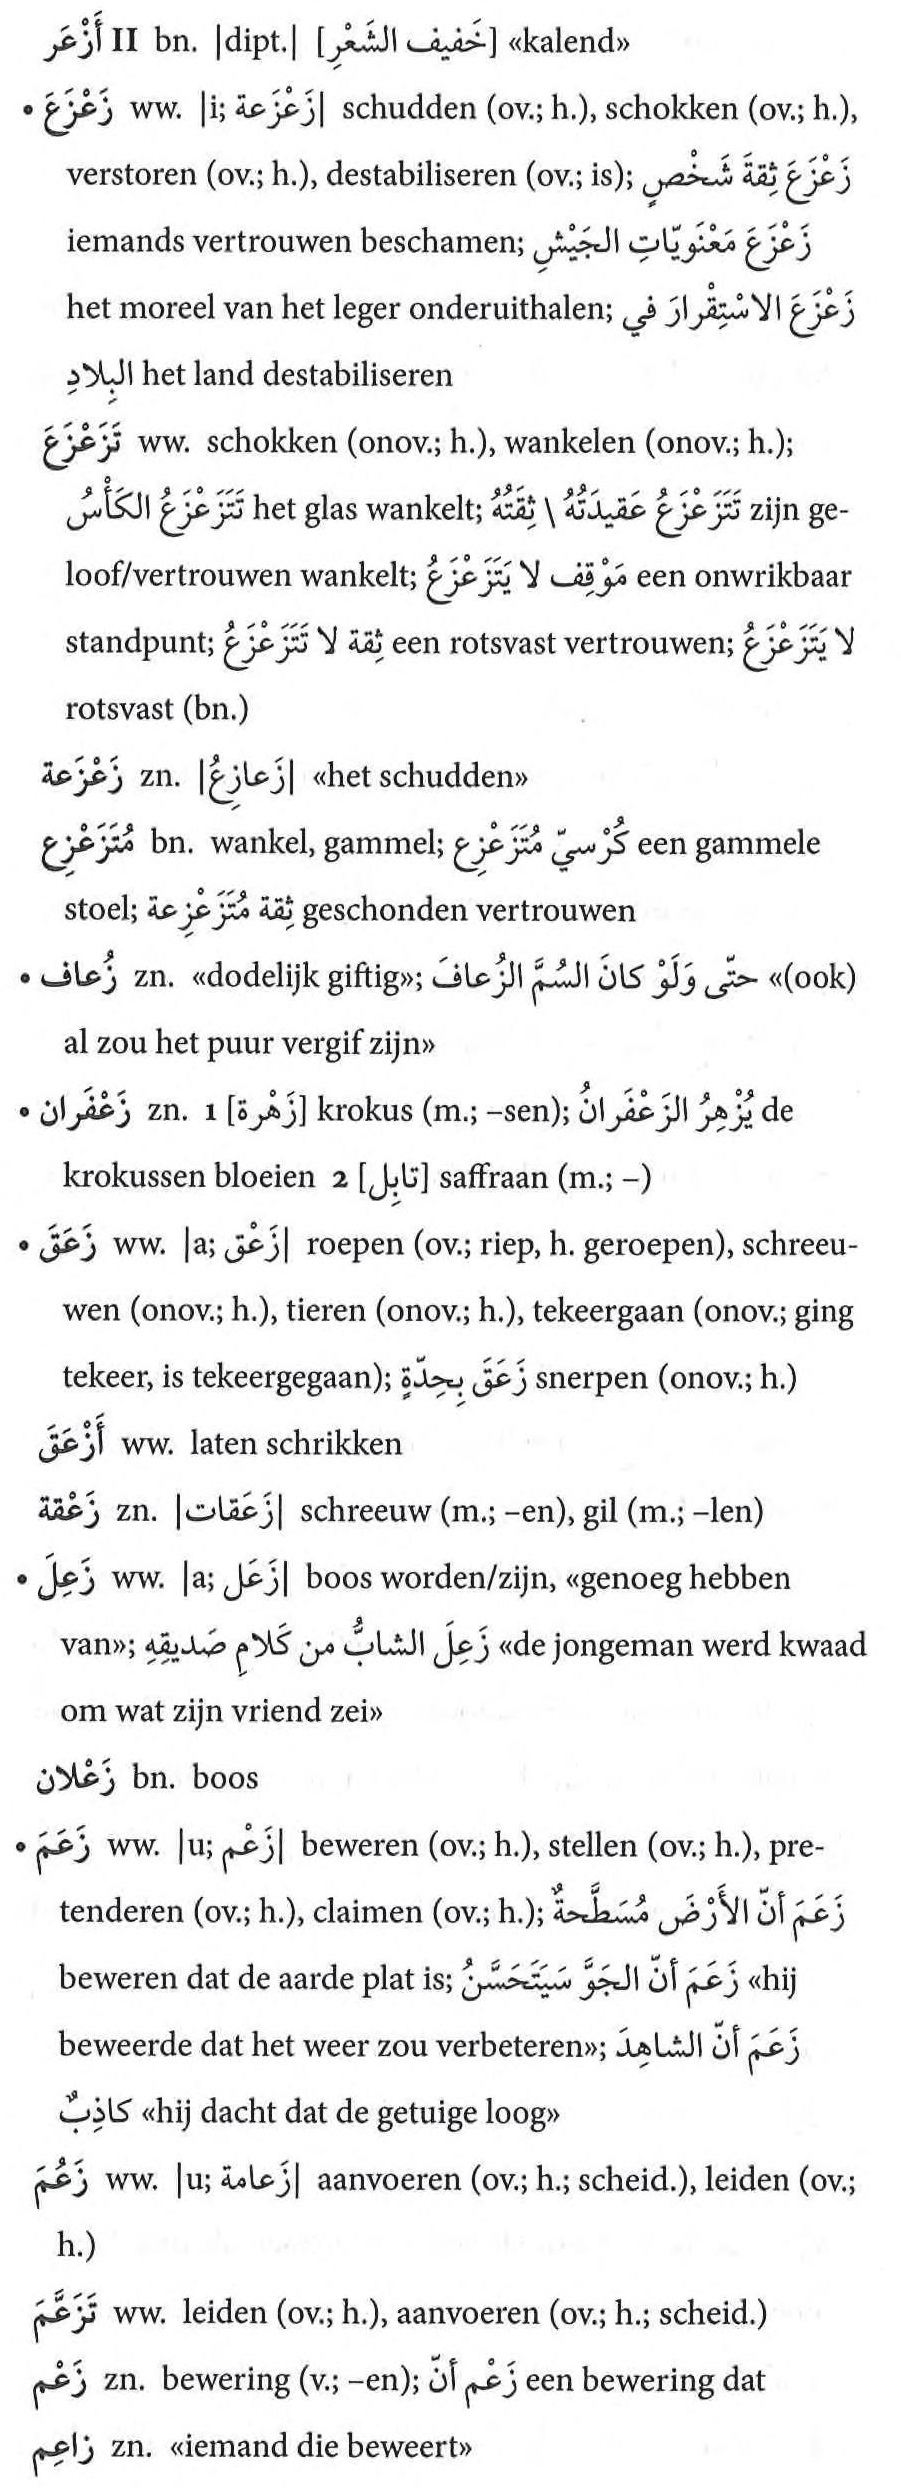 أَزْعَر II bn. |dipt.| [خَفيف الشَعْرِ] «kalend»
• زَعْزَعَ ww. |i; زَعْزَعة| schudden (ov.; h.), schokken (ov.; h.),
verstoren (ov.; h.), destabiliseren (ov.; is); زَعْزَعَ ثِقةَ شَخْصٍ
iemands vertrouwen beschamen; زَعْزَعَ مَعْنَويّاتِ الجَيْشِ
het moreel van het leger onderuithalen; زَعْزَعَ الاسْتِقْرارَ في
البِلادِ het land destabiliseren
تَزَعْزَعَ ww. schokken (onov.; h.), wankelen (onov.; h.);
تَتَزَعْزَعُ الكَأْسُ het glas wankelt; تَتَزَعْزَعُ عَقيدَتُهُ \ ثِقَتُهُ zijn ge-
loof/vertrouwen wankelt; مَوْقِف لا يَتَزَعْزَعُ een onwrikbaar
standpunt; ثِقة لا تَتَزَعْزَعُ een rotsvast vertrouwen; لا يَتَزَعْزَعُ
rotsvast (bn.)
زَعْزَعة zn. |زَعازِعُ| «het schudden»
مُتَزَعْزِع bn. wankel, gammel; كُرْسيّ مُتَزَعْزِع een gammele
stoel; ثِقة مُتَزَعْزِعة geschonden vertrouwen
• زُعاف zn. «dodelijk giftig»; حتّى وَلَوْ كانَ السُمَّ الزُعافَ «(ook)
al zou het puur vergif zijn»
• زَعْفَران zn. 1 [زَهْرة] krokus (m.; –sen); يُزْهِرُ الزَعْفَرانُ de
krokussen bloeien 2 [تابِل] saffraan (m.; –)
• زَعَقَ ww. |a; زَعْق| roepen (ov.; riep, h. geroepen), schreeu-
wen (onov.; h.), tieren (onov.; h.), tekeergaan (onov.; ging
tekeer, is tekeergegaan); زَعَقَ بِحِدّةٍ snerpen (onov.; h.)
أَزْعَقَ ww. laten schrikken
زَعْقة zn. |زَعَقات| schreeuw (m.; –en), gil (m.; –len)
• زَعِلَ ww. |a; زَعَل| boos worden/zijn, «genoeg hebben
van»; زَعِلَ الشابُّ من كَلامِ صَديقِهِ «de jongeman werd kwaad
om wat zijn vriend zei»
زَعْلان bn. boos
• زَعَمَ ww. |u; زَعْم| beweren (ov.; h.), stellen (ov.; h.), pre-
tenderen (ov.; h.), claimen (ov.; h.); زَعَمَ أنّ الأَرْضَ مُسَطَّحةٌ
beweren dat de aarde plat is; زَعَمَ أنّ الجَوَّ سَيَتَحَسَّنُ «hij
beweerde dat het weer zou verbeteren»; زَعَمَ أنّ الشاهِدَ
كاذِبٌ «hij dacht dat de getuige loog»
زَعُمَ ww. |u; زَعامة| aanvoeren (ov.; h.; scheid.), leiden (ov.;
h.)
تَزَعَّمَ ww. leiden (ov.; h.), aanvoeren (ov.; h.; scheid.)
زَعْم zn. bewering (v.; –en); زَعْم أنّ een bewering dat
زاعِم zn. «iemand die beweert»